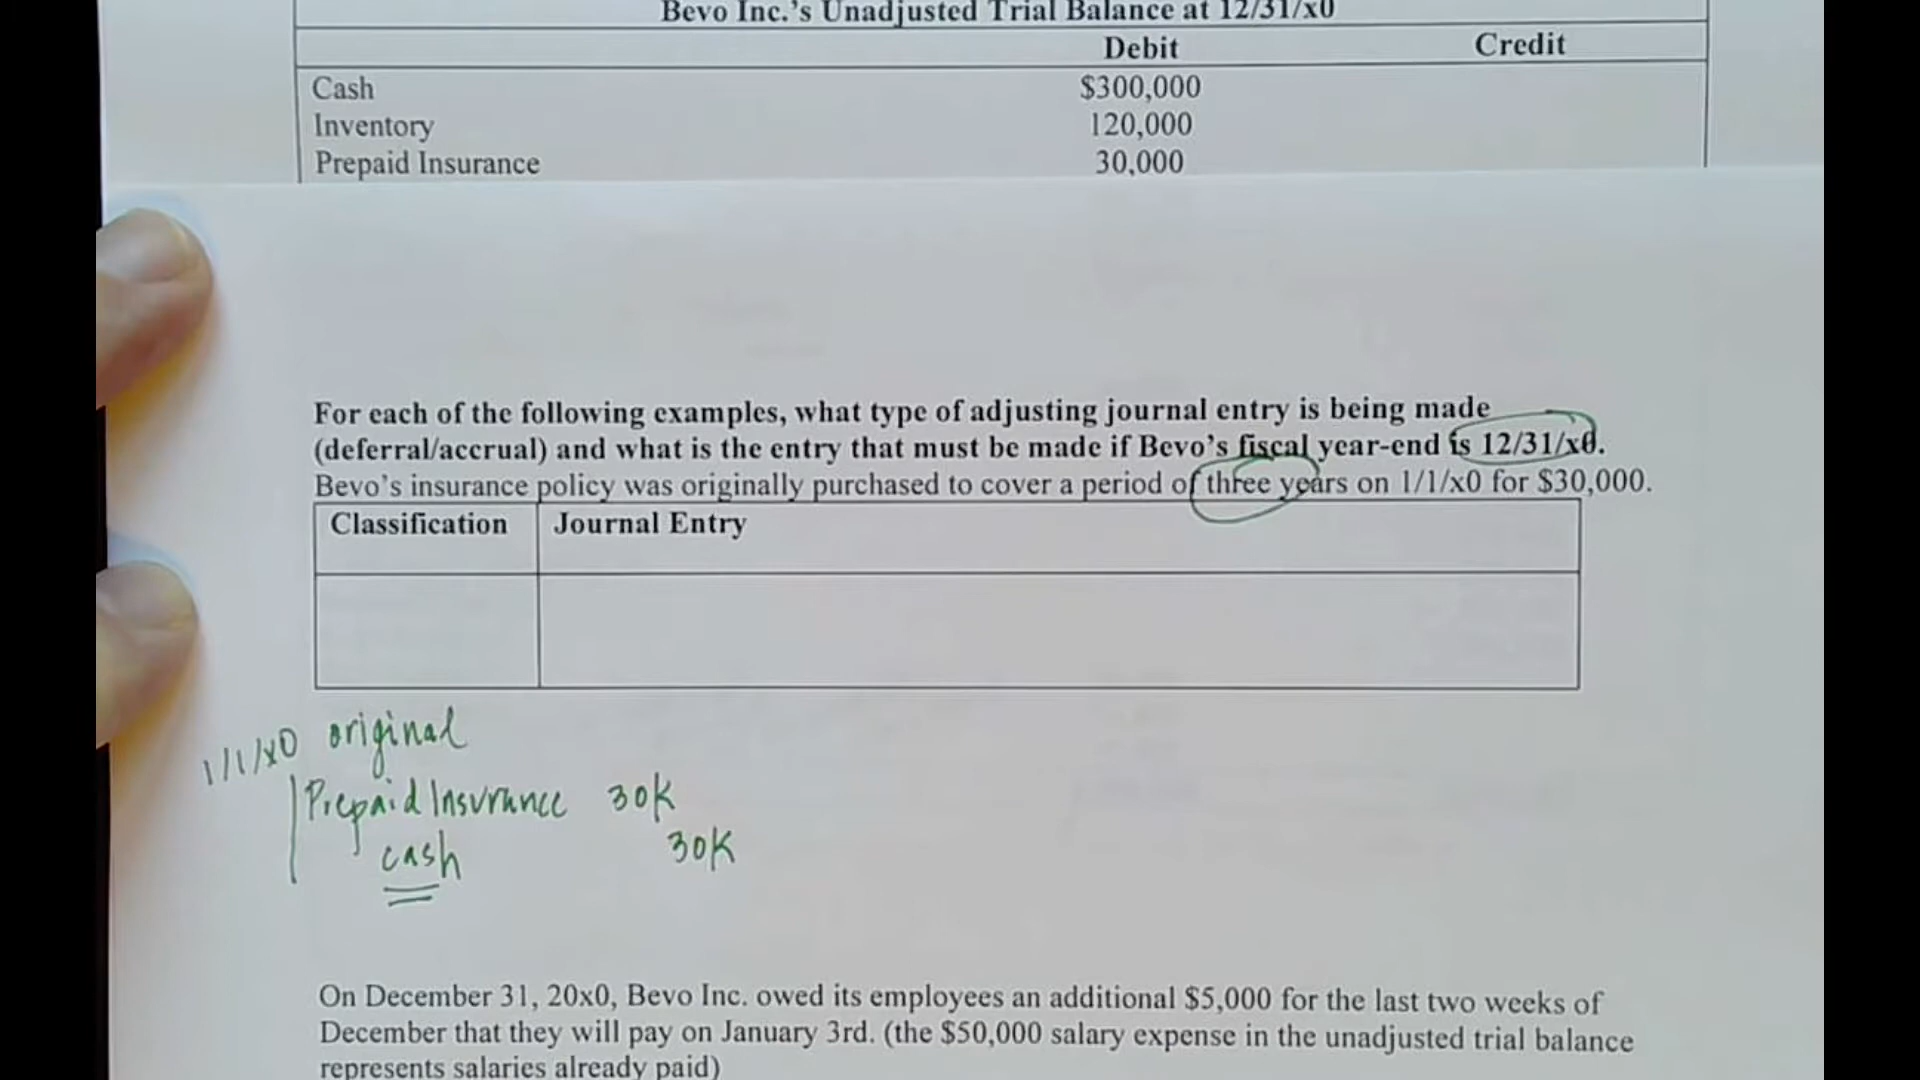 Bevo Inc.'s Unadjusted Trial Balance at 12/31/x0
Debit Credit
Cash $300,000
Inventory 120,000
Prepaid Insurance 30,000
For each of the following examples, what type of adjusting journal entry is being made
(deferral/accrual) and what is the entry that must be made if Bevo's fiscal year-end is 12/31/x0.
Bevo's insurance policy was originally purchased to cover a period of three years on 1/1/x0 for $30,000.
Classification Journal Entry
1/1/x0 original
Prepaid Insurance 30K
cash 30K
On December 31, 20x0, Bevo Inc. owed its employees an additional $5,000 for the last two weeks of
December that they will pay on January 3rd. (the $50,000 salary expense in the unadjusted trial balance
represents salaries already paid)